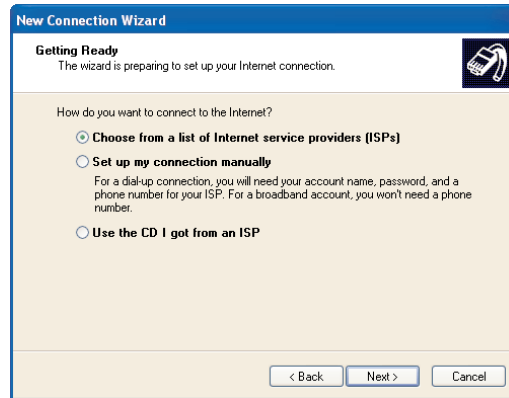 New Connection Wizard
Getting Ready
The wizard is preparing to set up your Internet connection.
How do you want to connect to the Internet?
Choose from a list of Internet service providers (ISPs)
Set up my connection manually
For a dial-up connection, you will need your account name, password, and a
phone number for your ISP. For a broadband account, you won't need a phone
number.
Use the CD I got from an ISP
< Back Next > Cancel